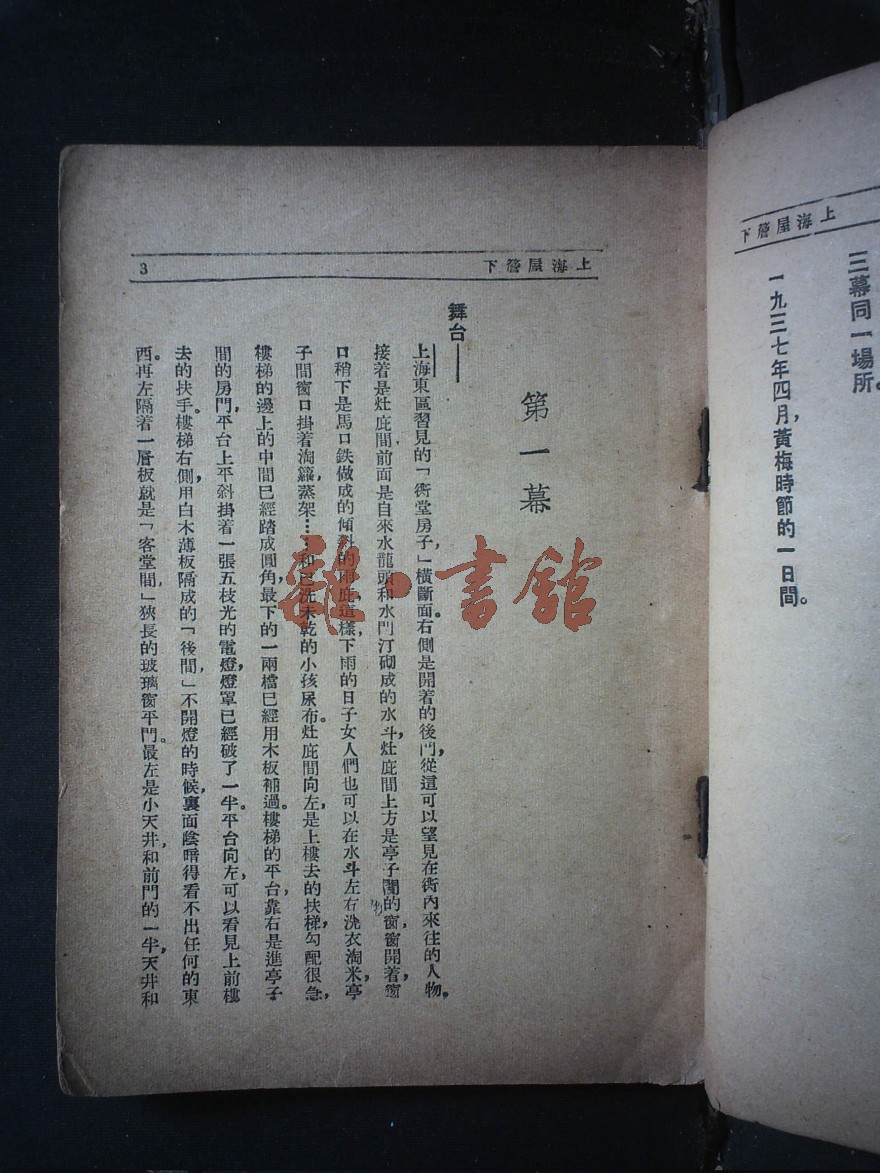 上海屋簷下
三幕同一場所。
一九三七年四月,黃梅時節的一日間。
上海屋簷下
3
第一幕
舞台——
上海東區習見的「衖堂房子」,橫斷面。右側是開着的後門,從這可以望見在衖內來往的人物。
接着是灶庇間,前面是自來水龍頭和水門汀砌成的水斗,灶庇間上方是亭子間的窗,窗開着,窗
口稍下是馬口鉄做成的傾斜的雨庇,這樣,下雨的日子女人們也可以在水斗左右洗衣淘米,亭
子間窗口掛着淘籮,蒸架……和已洗未乾的小孩尿布。灶庇間向左,是上樓去的扶梯,勾配很急,
樓梯的邊上的中間已經踏成圓角,最下的一兩檔已經用木板補過。樓梯的平台,靠右是進亭子
間的房門,平台上平斜掛着一張五枝光的電燈,燈罩已經破了一半。平台向左,可以看見上前樓
去的扶手。樓梯右側,用白木薄板隔成的「後間」,不開燈的時候,裏面陰暗得看不出任何的東
西。再左隔着一層板就是「客堂間」,狹長的玻璃窗平門。最左是小天井,和前門的一半,天井和
雜·書館